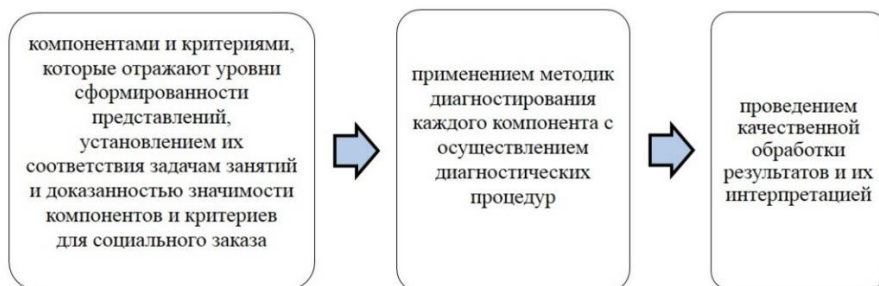 компонентами и критериями,
которые отражают уровни
сформированности
представлений,
установлением их
соответствия задачам занятий
и доказанностью значимости
компонентов и критериев
для социального заказа
применением методик
диагностирования
каждого компонента с
осуществлением
диагностических
процедур
проведением
качественной
обработки
результатов и их
интерпретацией